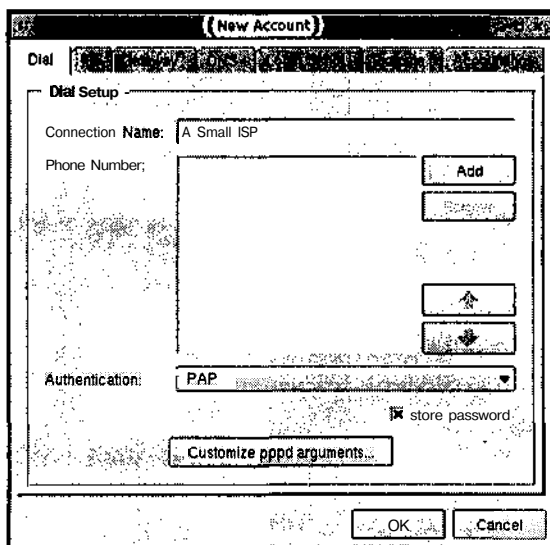 New Account
Dial
Dial Setup
Connection Name: A Small ISP
Phone Number;
Add
Authentication: PAP
store password
Customize pppd arguments...
OK Cancel